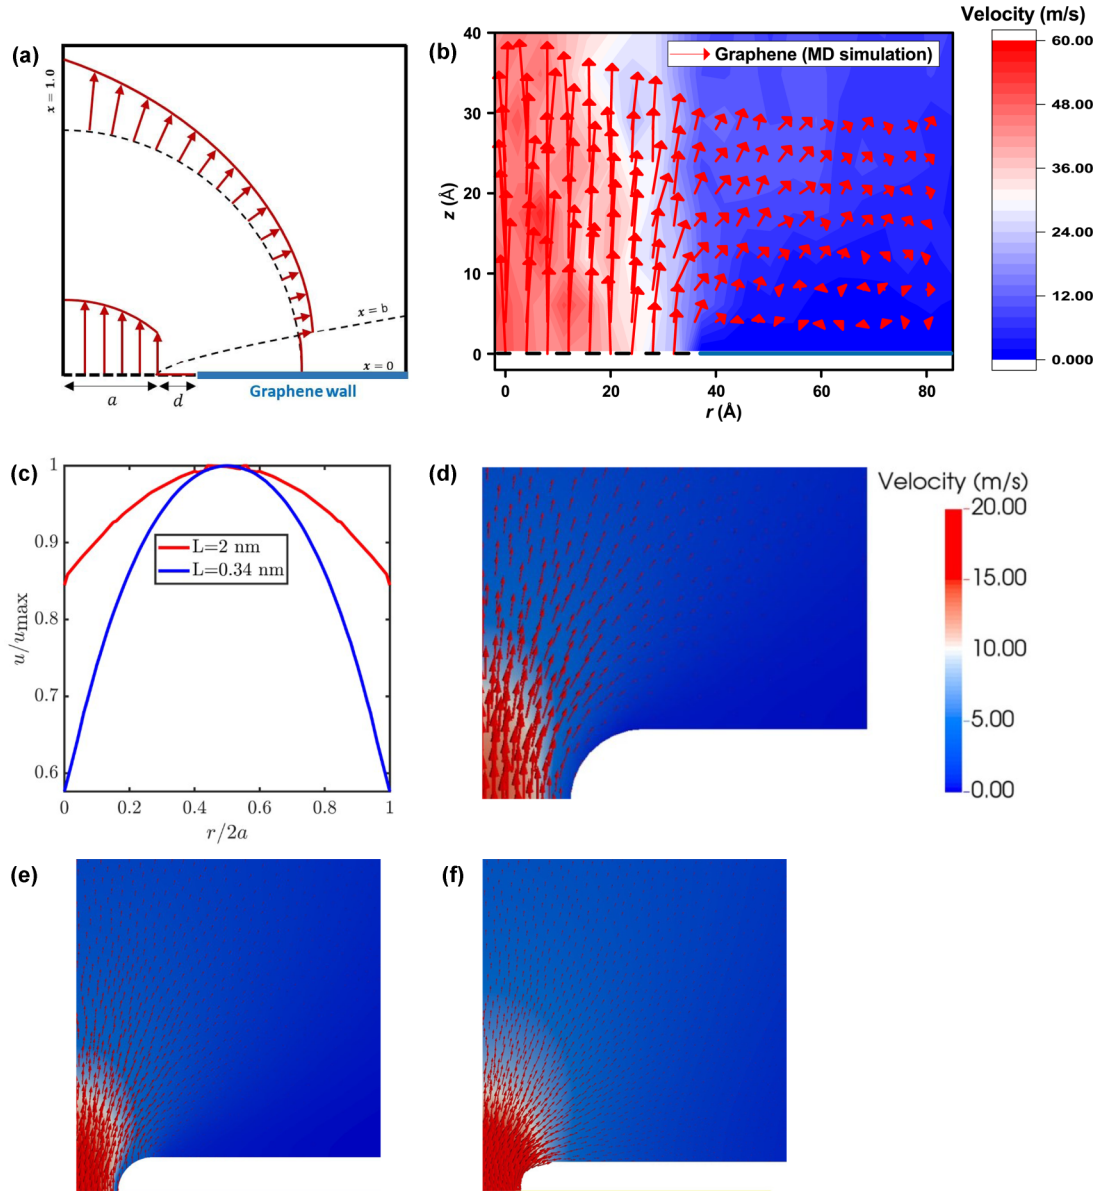 (a)
x = 1.0
x = b
x = 0
a
d
Graphene wall
(b)
Graphene (MD simulation)
40
30
20
10
0
z (Å)
0
20
40
60
80
r (Å)
Velocity (m/s)
60.00
48.00
36.00
24.00
12.00
0.000
(c)
1
0.9
0.8
0.7
0.6
u/umax
L=2 nm
L=0.34 nm
0
0.2
0.4
0.6
0.8
1
r/2a
(d)
Velocity (m/s)
20.00
15.00
10.00
5.00
0.00
(e)
(f)